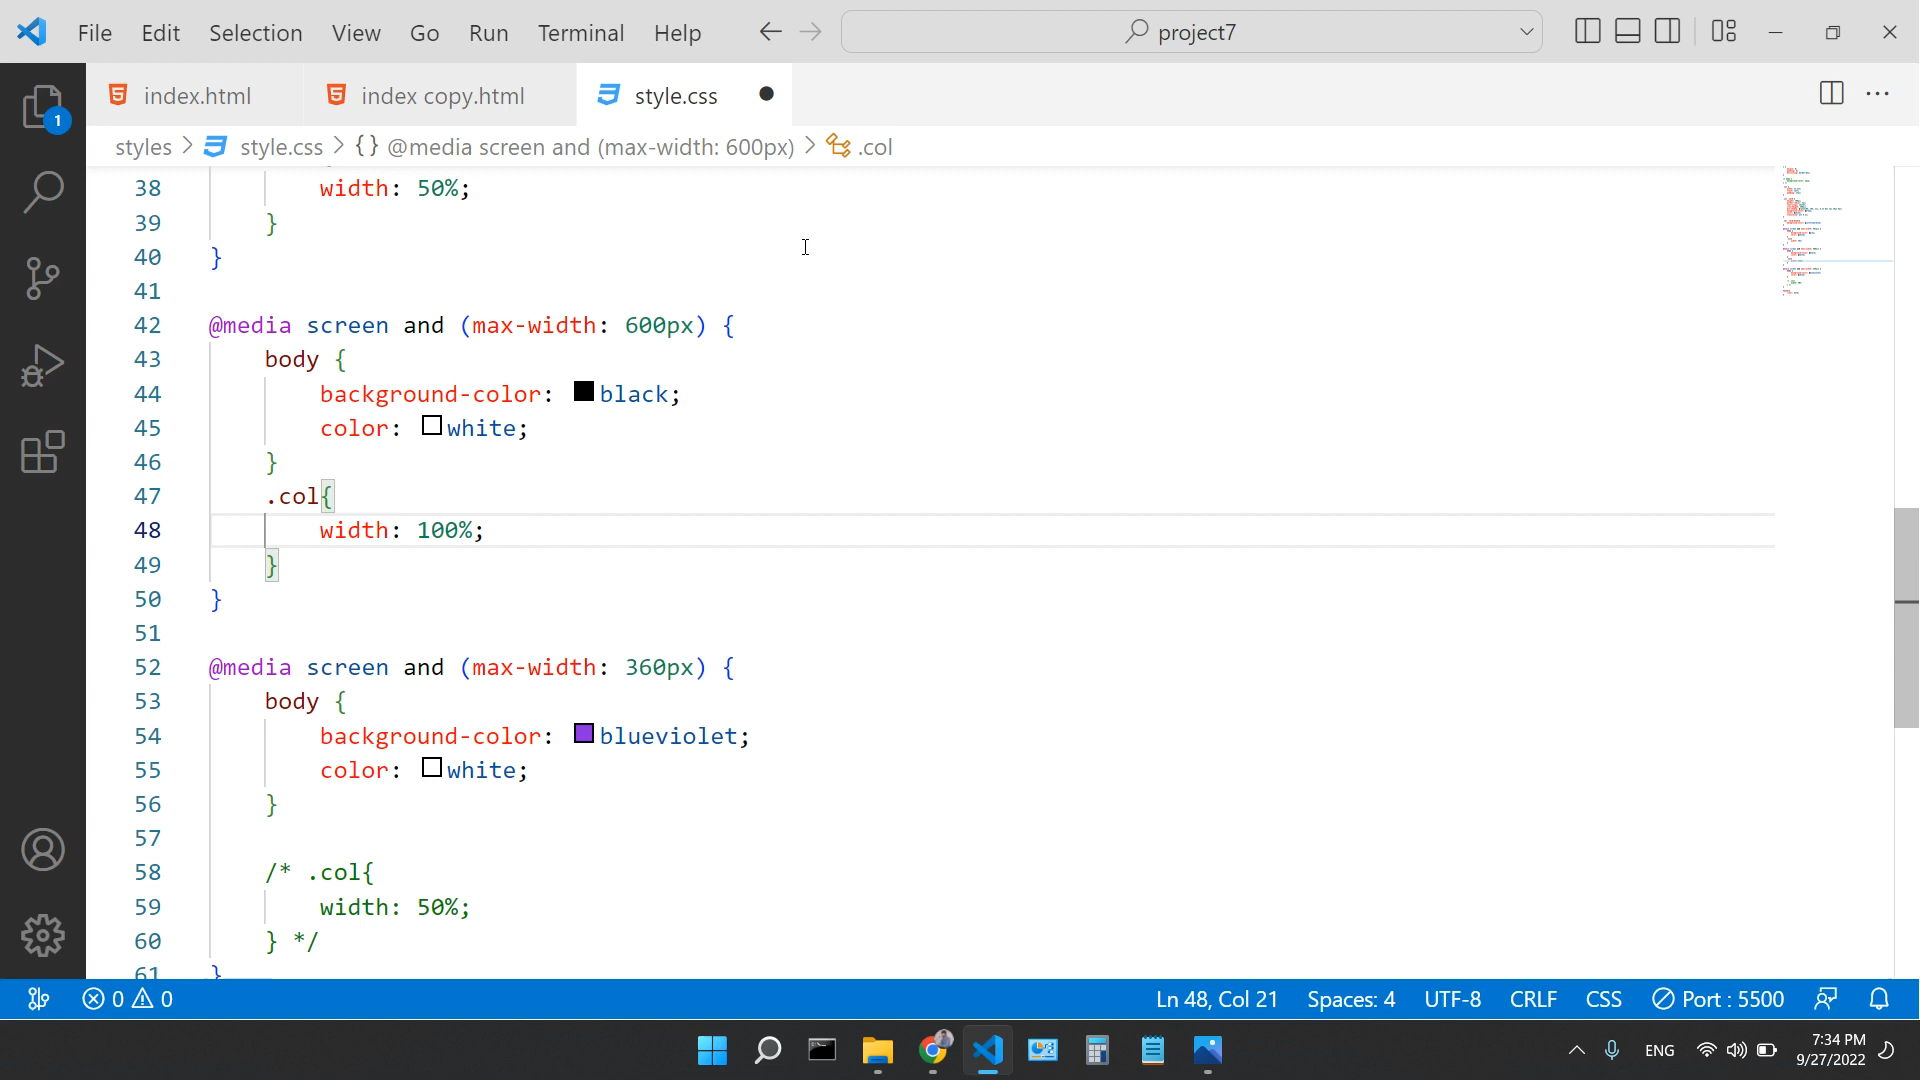 File Edit Selection View Go Run Terminal Help project7
index.html index copy.html style.css
styles > style.css > {} @media screen and (max-width: 600px) > .col
38 width: 50%;
39 }
40 }
41
42 @media screen and (max-width: 600px) {
43 body {
44 background-color: black;
45 color: white;
46 }
47 .col{
48 width: 100%;
49 }
50 }
51
52 @media screen and (max-width: 360px) {
53 body {
54 background-color: blueviolet;
55 color: white;
56 }
57
58 /* .col{
59 width: 50%;
60 } */
61 }
1
0 0 Ln 48, Col 21 Spaces: 4 UTF-8 CRLF CSS Port : 5500
ENG 7:34 PM
9/27/2022